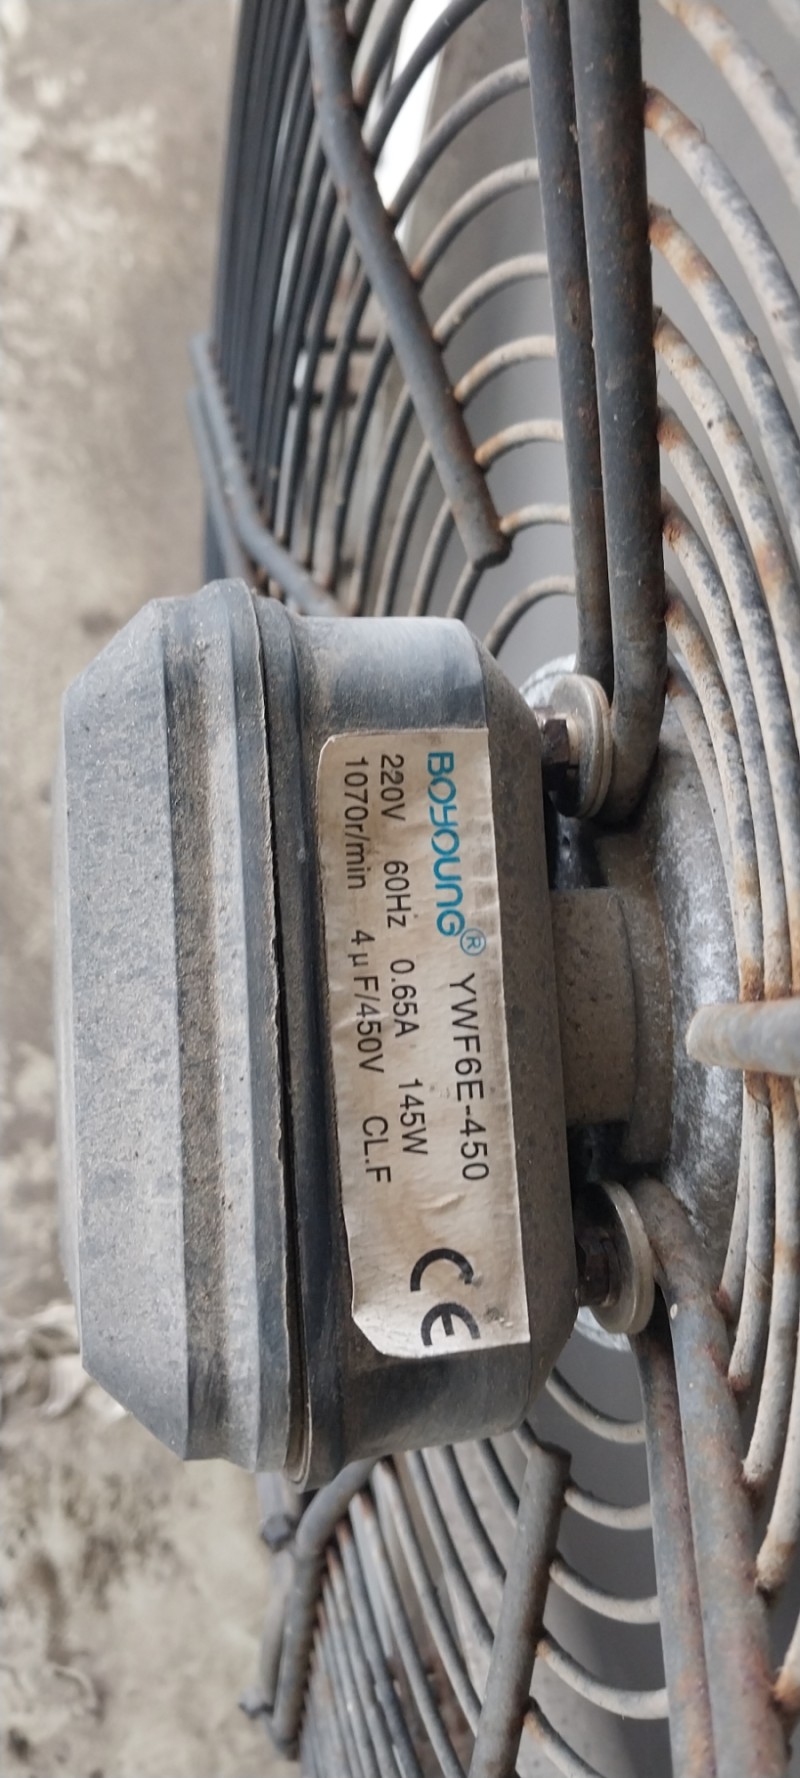 BOYOUNG® YWF6E-450
220V 60Hz 0.65A 145W
1070r/min 4μF/450V CL.F
CE